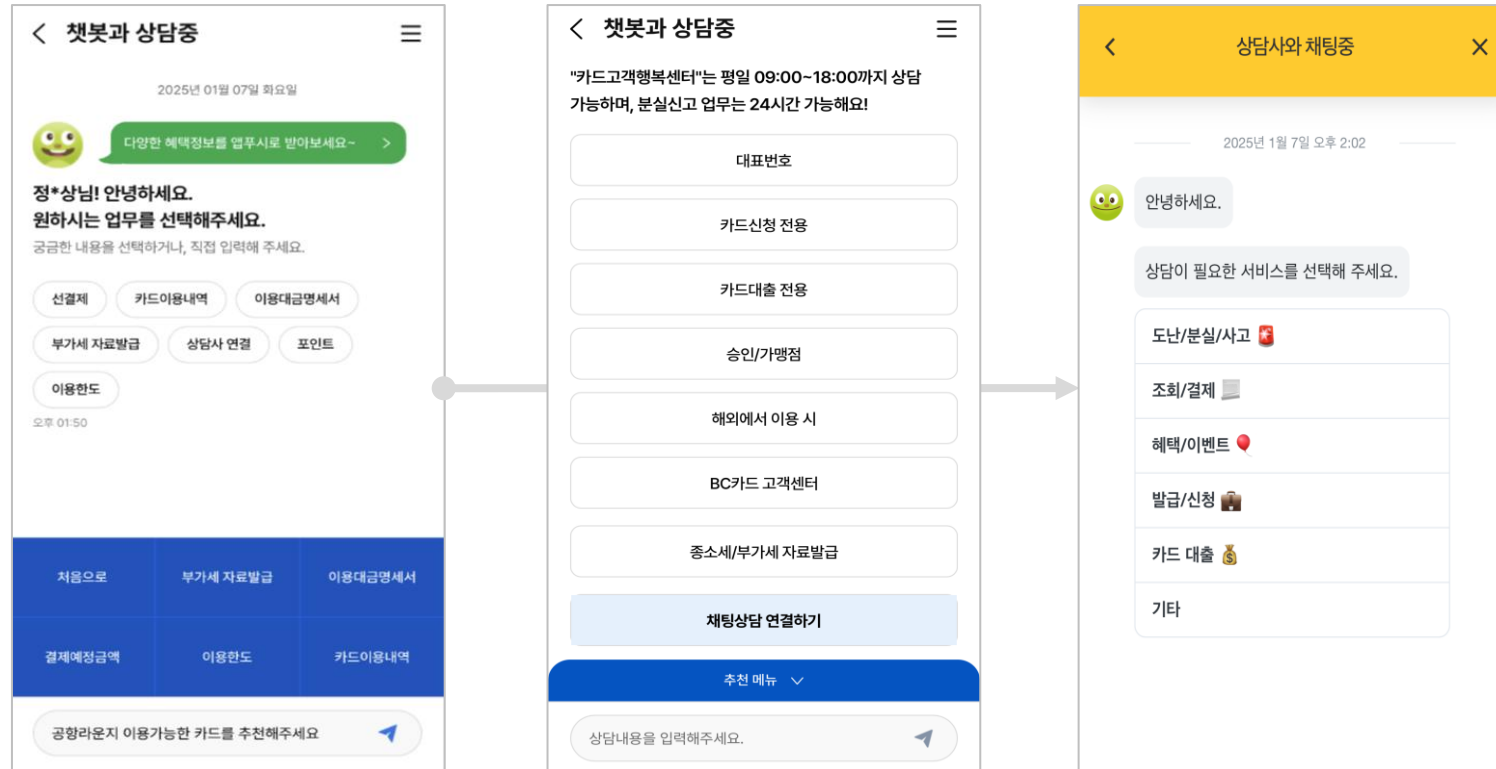 챗봇과 상담중
2025년 01월 07일 화요일
다양한 혜택정보를 앱푸시로 받아보세요~
정*상님! 안녕하세요.
원하시는 업무를 선택해주세요.
궁금한 내용을 선택하거나, 직접 입력해 주세요.
선결제 카드이용내역 이용대금명세서
부가세 자료발급 상담사 연결 포인트
이용한도
오후 01:50
처음으로 부가세 자료발급 이용대금명세서
결제예정금액 이용한도 카드이용내역
공항라운지 이용가능한 카드를 추천해주세요
챗봇과 상담중
"카드고객행복센터"는 평일 09:00~18:00까지 상담
가능하며, 분실신고 업무는 24시간 가능해요!
대표번호
카드신청 전용
카드대출 전용
승인/가맹점
해외에서 이용 시
BC카드 고객센터
종소세/부가세 자료발급
채팅상담 연결하기
추천 메뉴
상담내용을 입력해주세요.
상담사와 채팅중
2025년 1월 7일 오후 2:02
안녕하세요.
상담이 필요한 서비스를 선택해 주세요.
도난/분실/사고
조회/결제
혜택/이벤트
발급/신청
카드 대출
기타